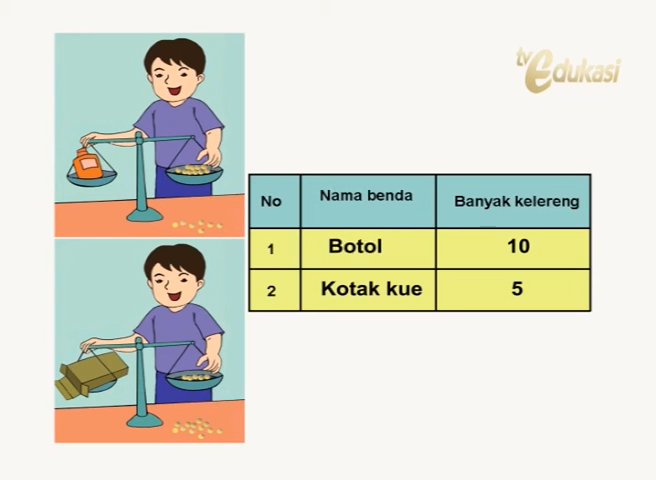 tv Edukasi
No Nama benda Banyak kelereng
1 Botol 10
2 Kotak kue 5